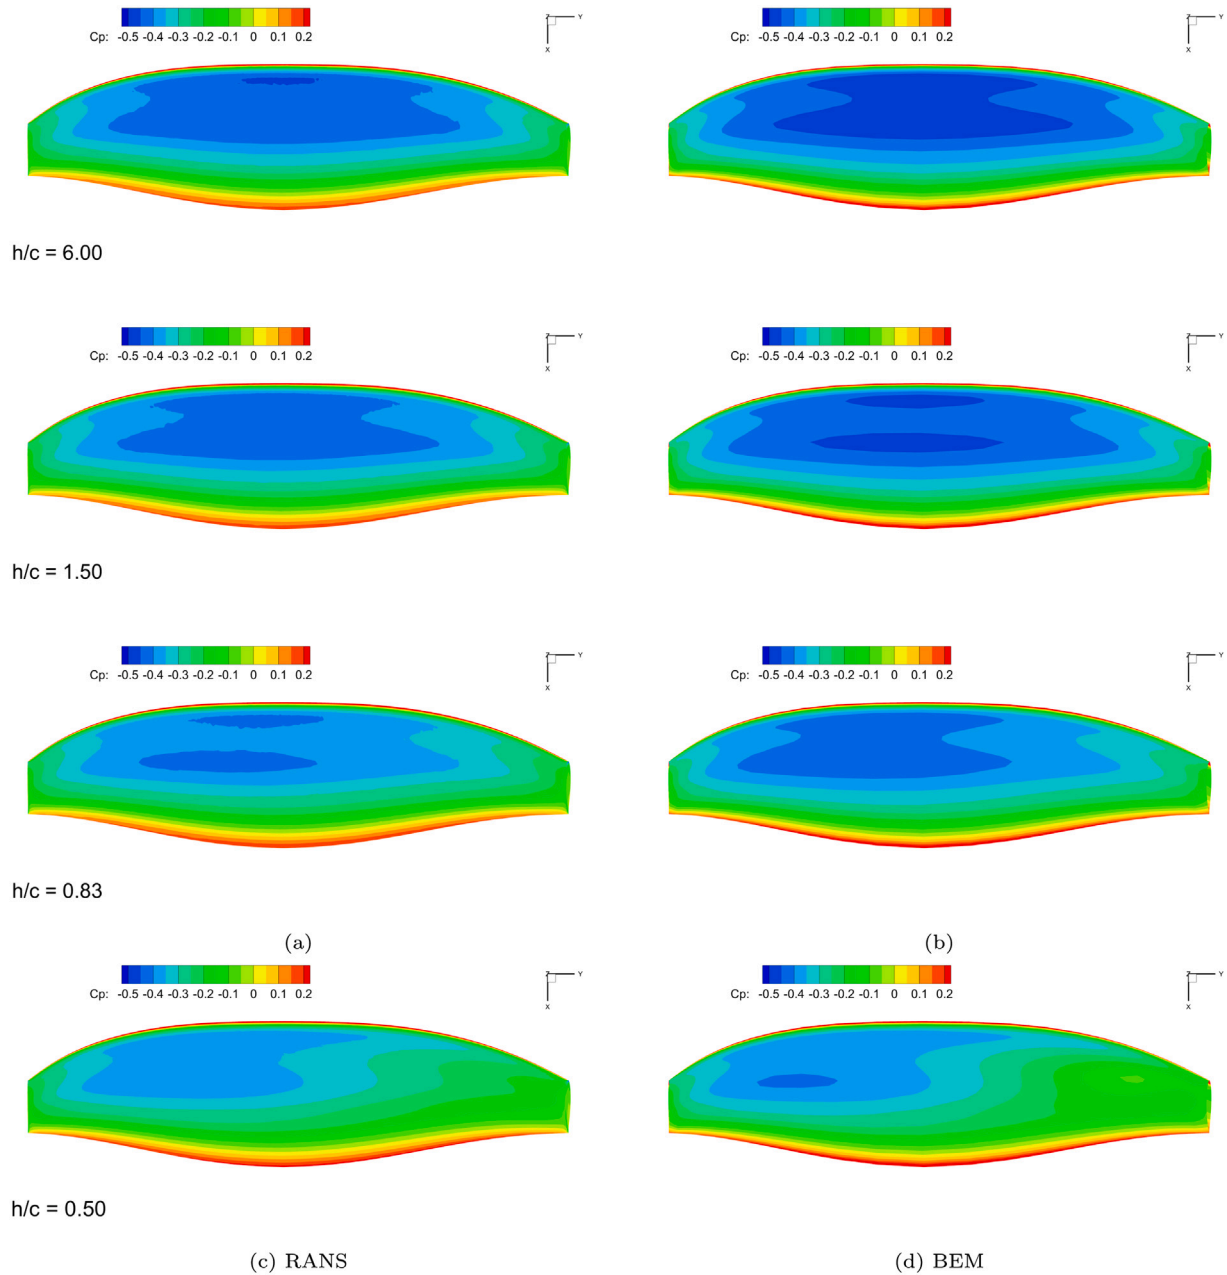 Cp: -0.5 -0.4 -0.3 -0.2 -0.1 0 0.1 0.2
Z Y
X
Cp: -0.5 -0.4 -0.3 -0.2 -0.1 0 0.1 0.2
Z Y
X
h/c = 6.00
Cp: -0.5 -0.4 -0.3 -0.2 -0.1 0 0.1 0.2
Z Y
X
Cp: -0.5 -0.4 -0.3 -0.2 -0.1 0 0.1 0.2
Z Y
X
h/c = 1.50
Cp: -0.5 -0.4 -0.3 -0.2 -0.1 0 0.1 0.2
Z Y
X
Cp: -0.5 -0.4 -0.3 -0.2 -0.1 0 0.1 0.2
Z Y
X
h/c = 0.83
(a)
(b)
Cp: -0.5 -0.4 -0.3 -0.2 -0.1 0 0.1 0.2
Z Y
X
Cp: -0.5 -0.4 -0.3 -0.2 -0.1 0 0.1 0.2
Z Y
X
h/c = 0.50
(c) RANS
(d) BEM